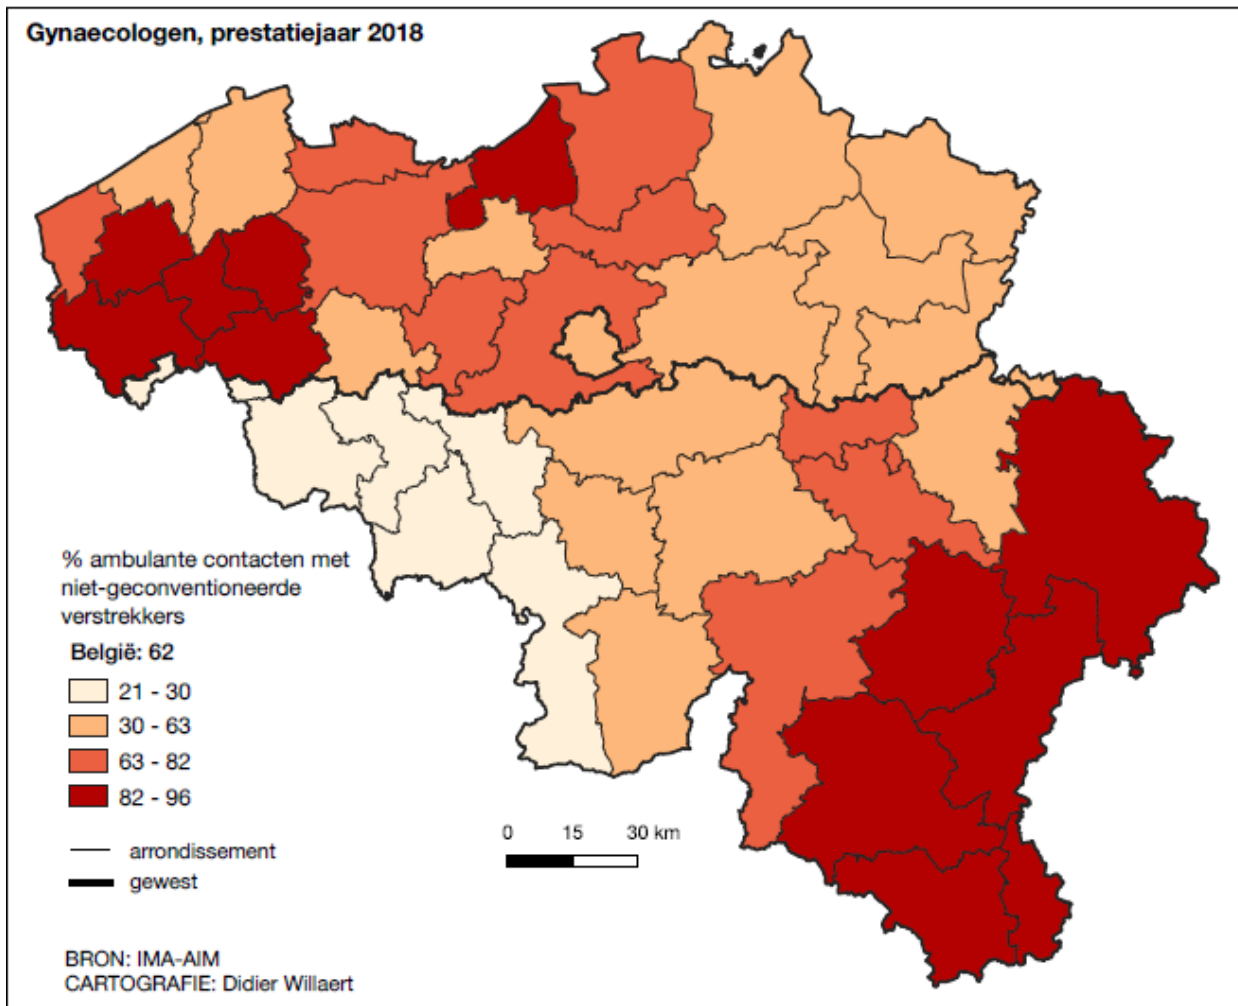 Gynaecologen, prestatiejaar 2018
% ambulante contacten met
niet-geconventioneerde
verstrekkers
België: 62
21 - 30
30 - 63
63 - 82
82 - 96
arrondissement
gewest
0 15 30 km
BRON: IMA-AIM
CARTOGRAFIE: Didier Willaert